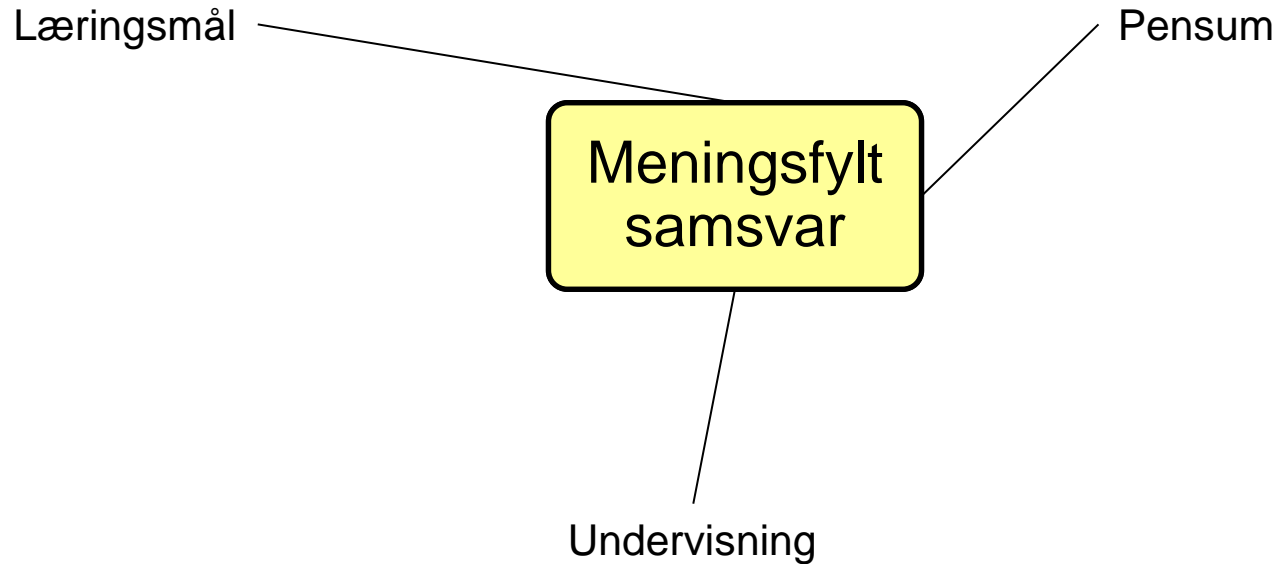 Læringsmål
Pensum
Meningsfylt
samsvar
Undervisning